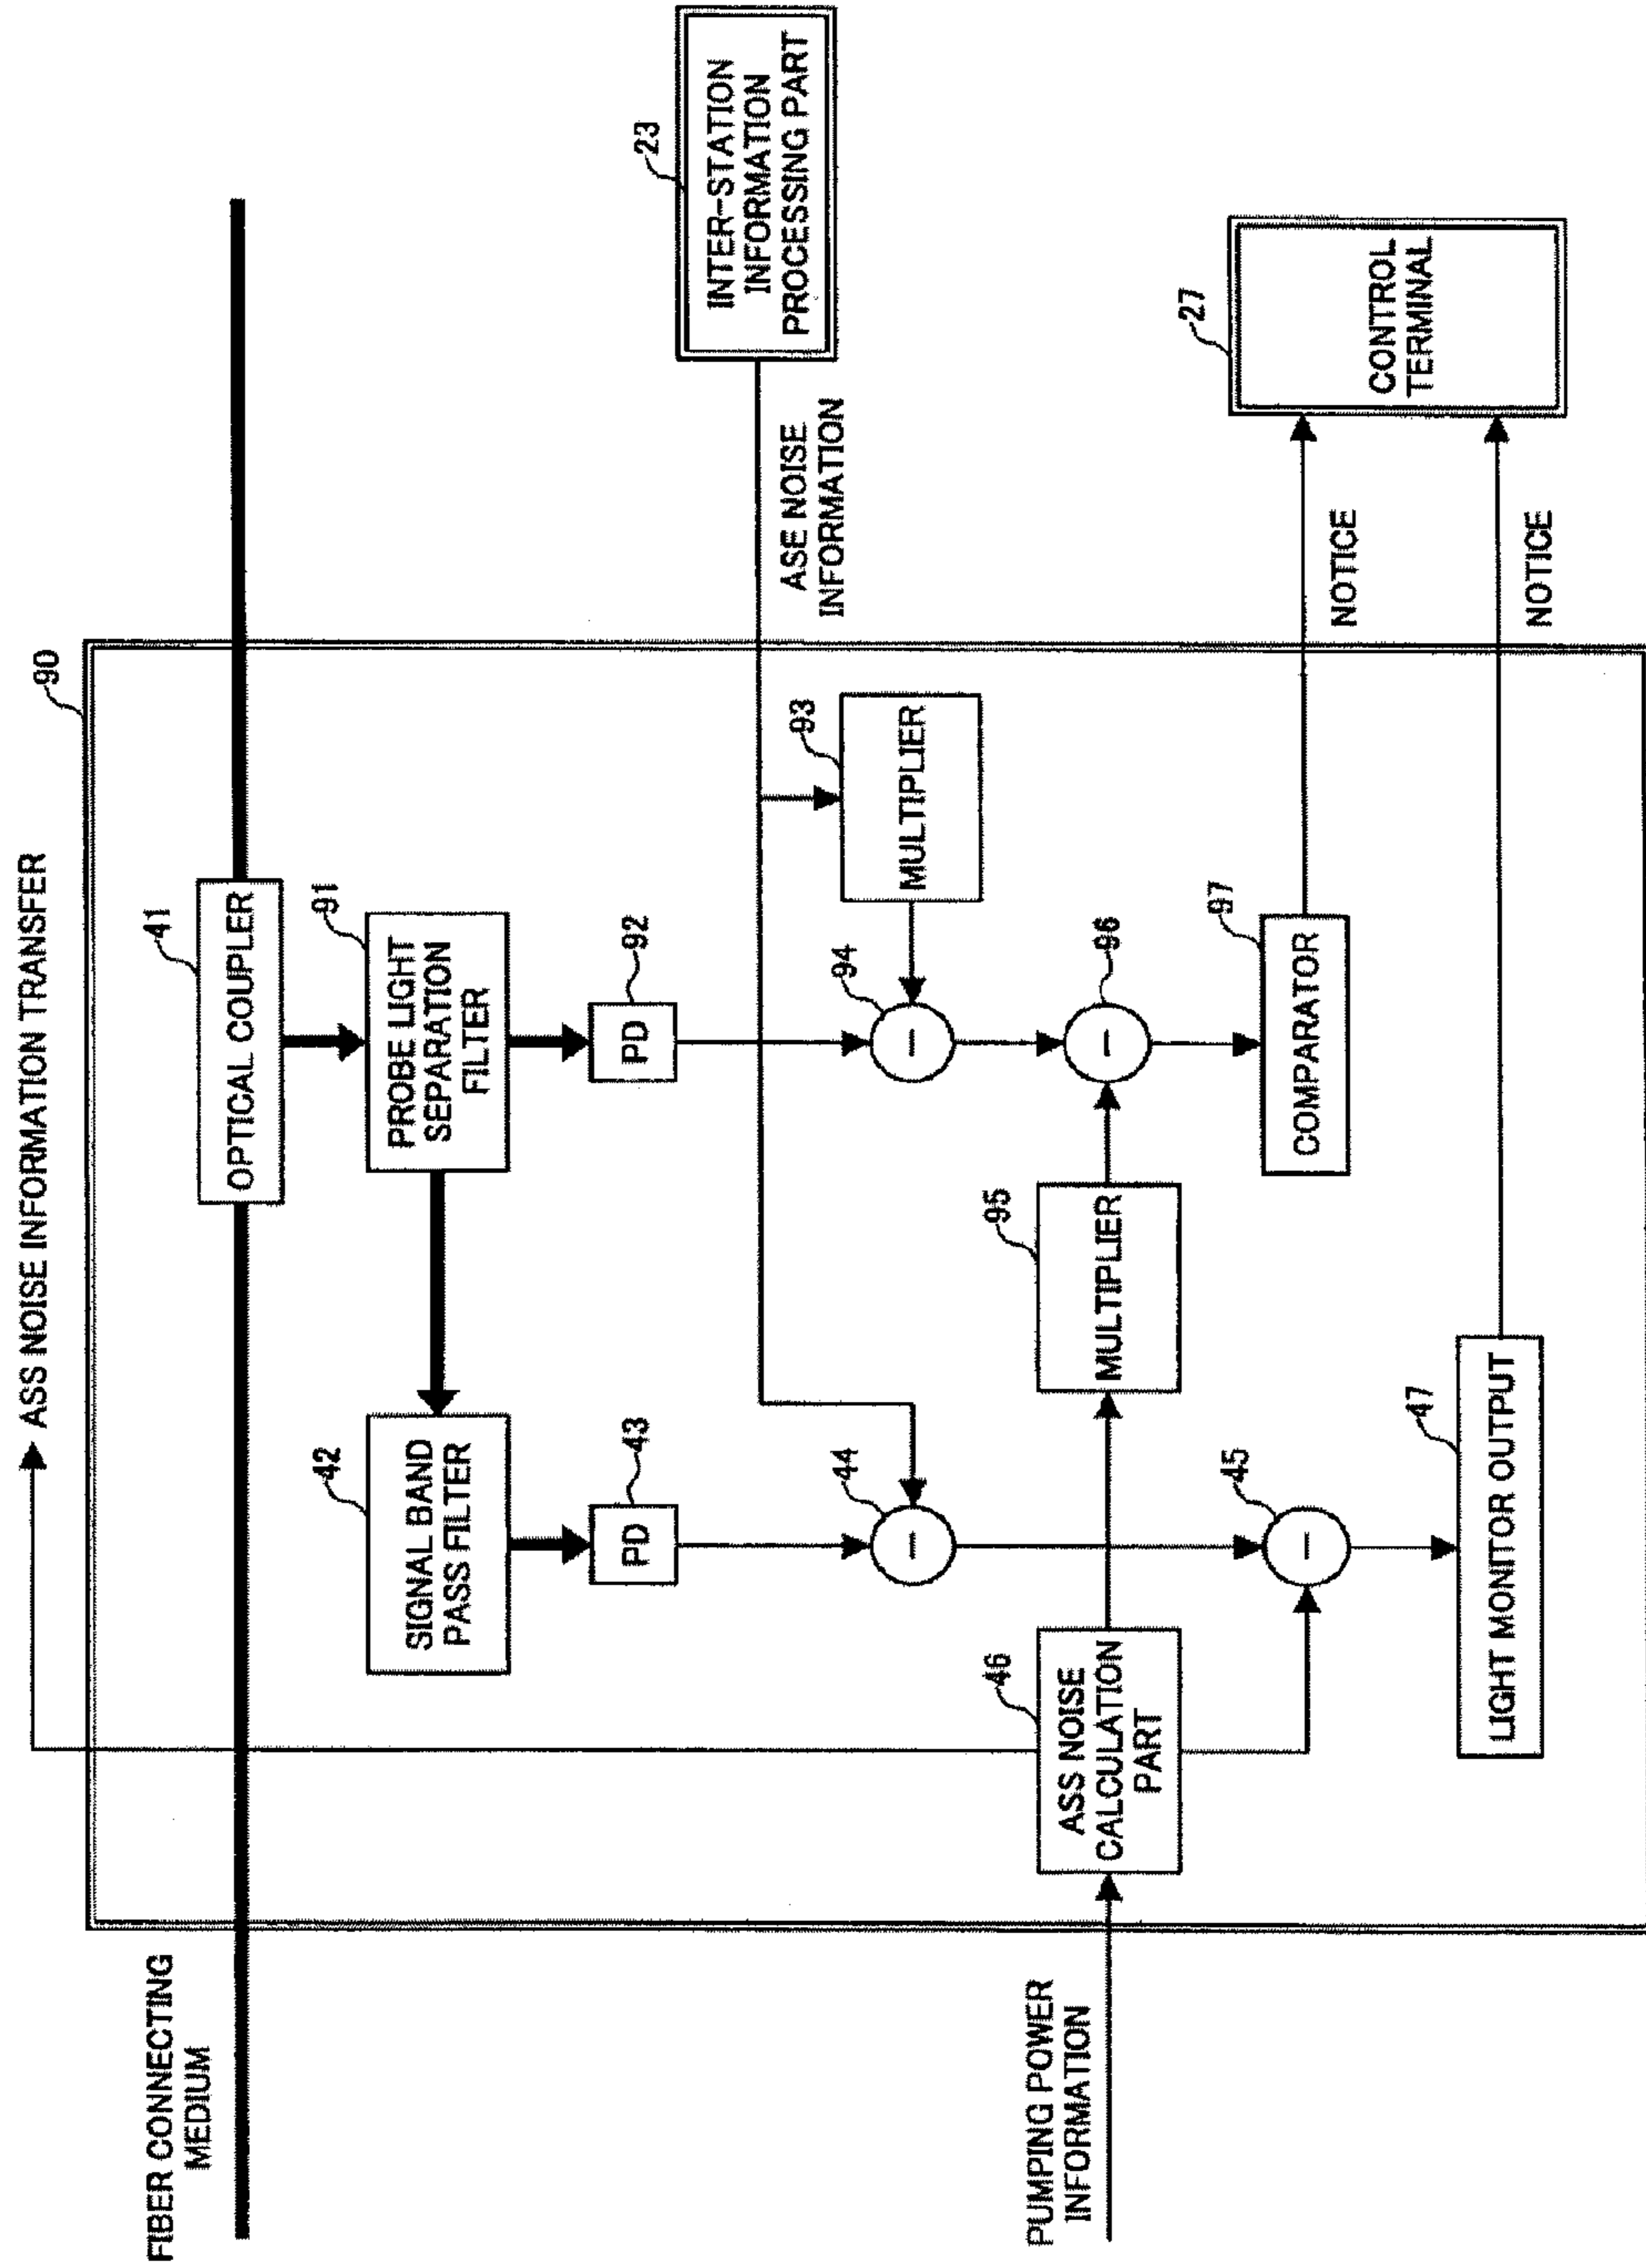 ASS NOISE INFORMATION TRANSFER
90
FIBER CONNECTING
MEDIUM
41
OPTICAL COUPLER
42
SIGNAL BAND
PASS FILTER
91
PROBE LIGHT
SEPARATION
FILTER
43
PD
92
PD
23
INTER-STATION
INFORMATION
PROCESSING PART
ASE NOISE
INFORMATION
44
−
94
−
93
MULTIPLIER
PUMPING POWER
INFORMATION
46
ASS NOISE
CALCULATION
PART
95
MULTIPLIER
96
−
45
−
97
COMPARATOR
NOTICE
27
CONTROL
TERMINAL
47
LIGHT MONITOR OUTPUT
NOTICE